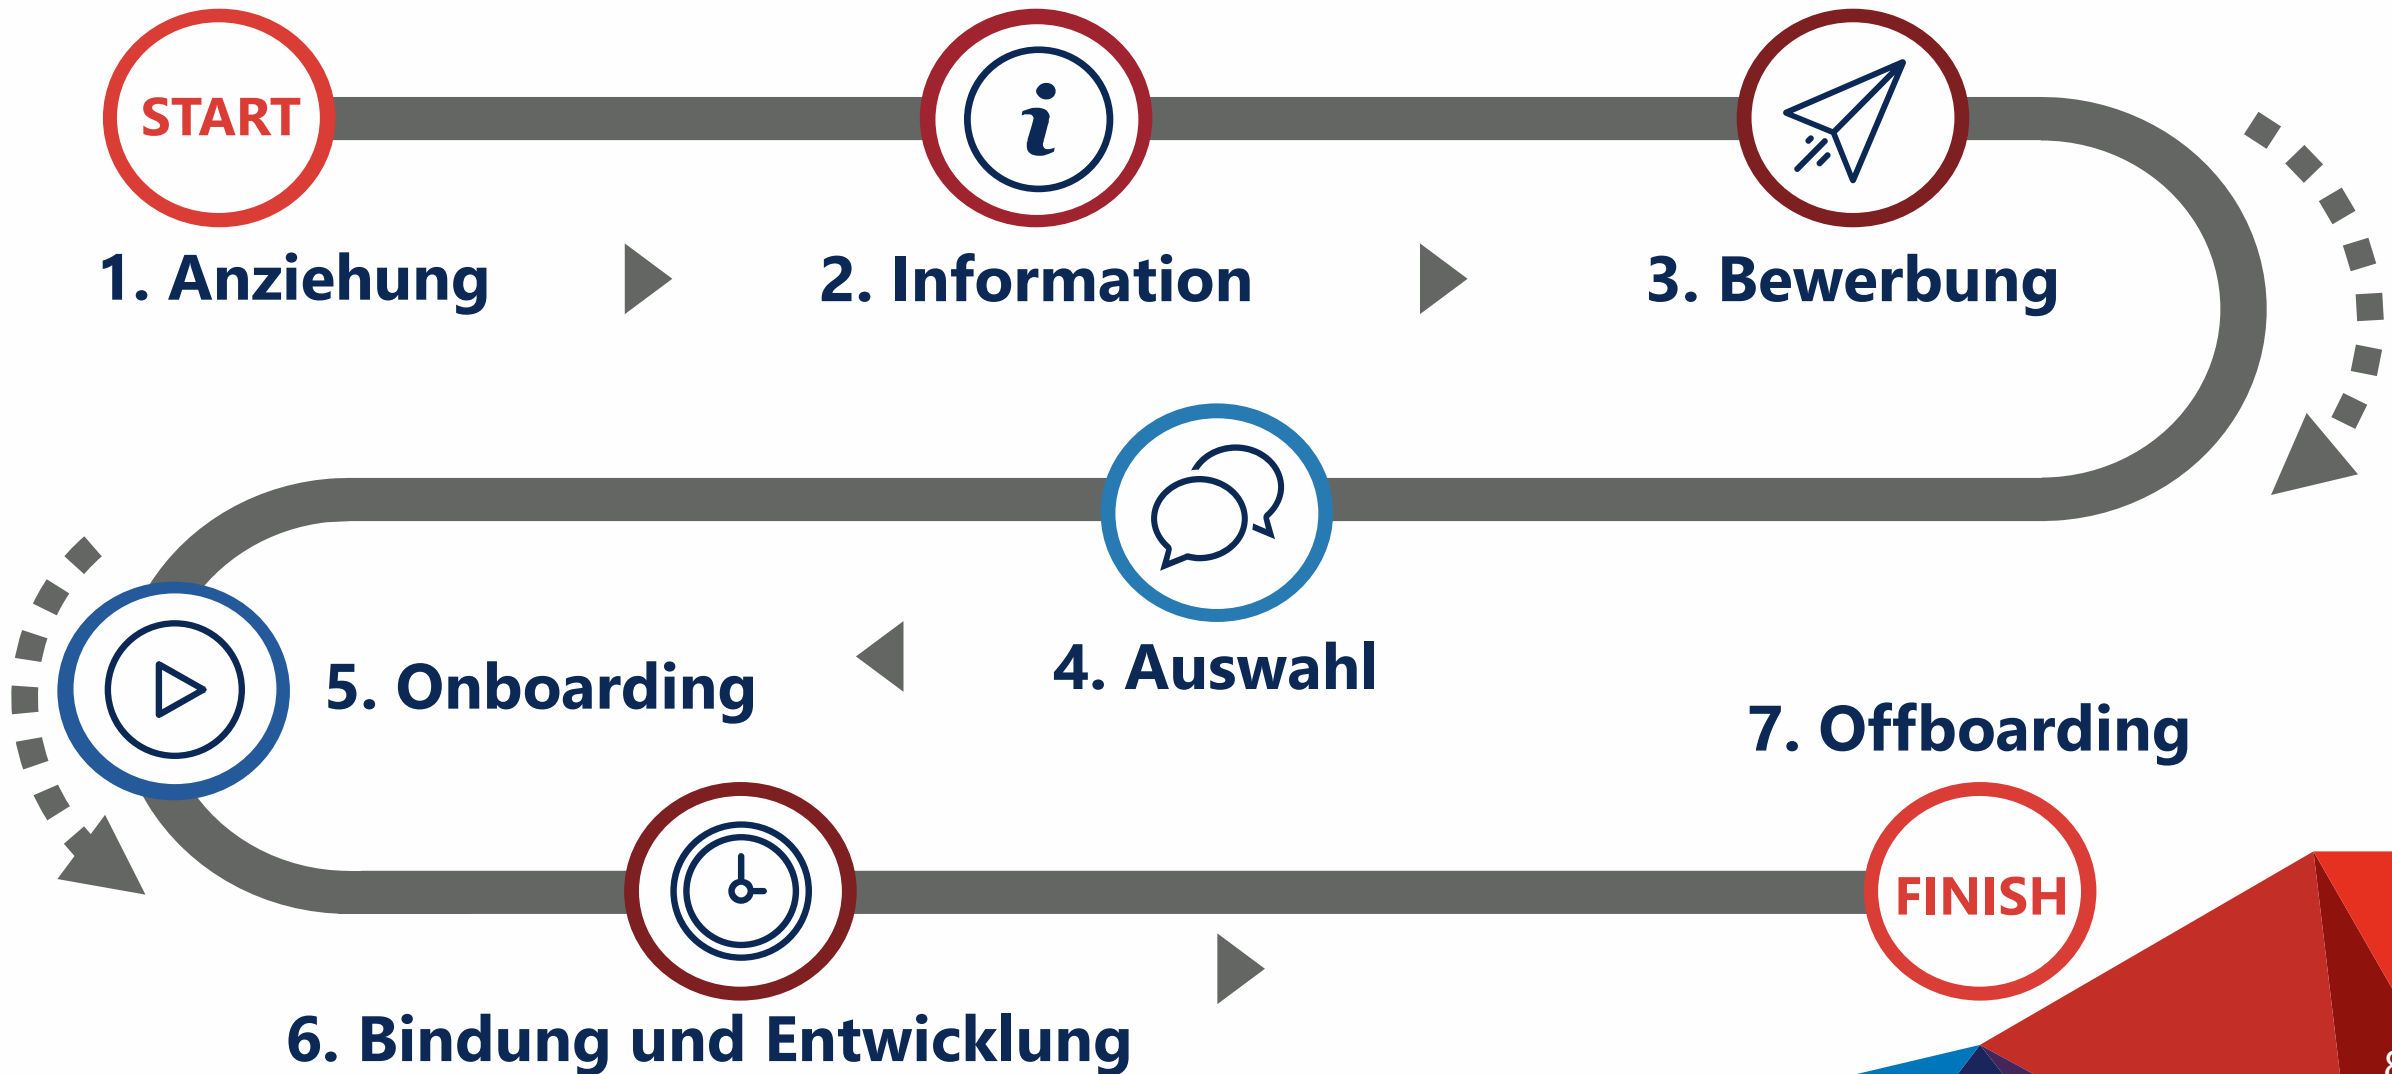 START
i
1. Anziehung
2. Information
3. Bewerbung
4. Auswahl
5. Onboarding
7. Offboarding
FINISH
6. Bindung und Entwicklung